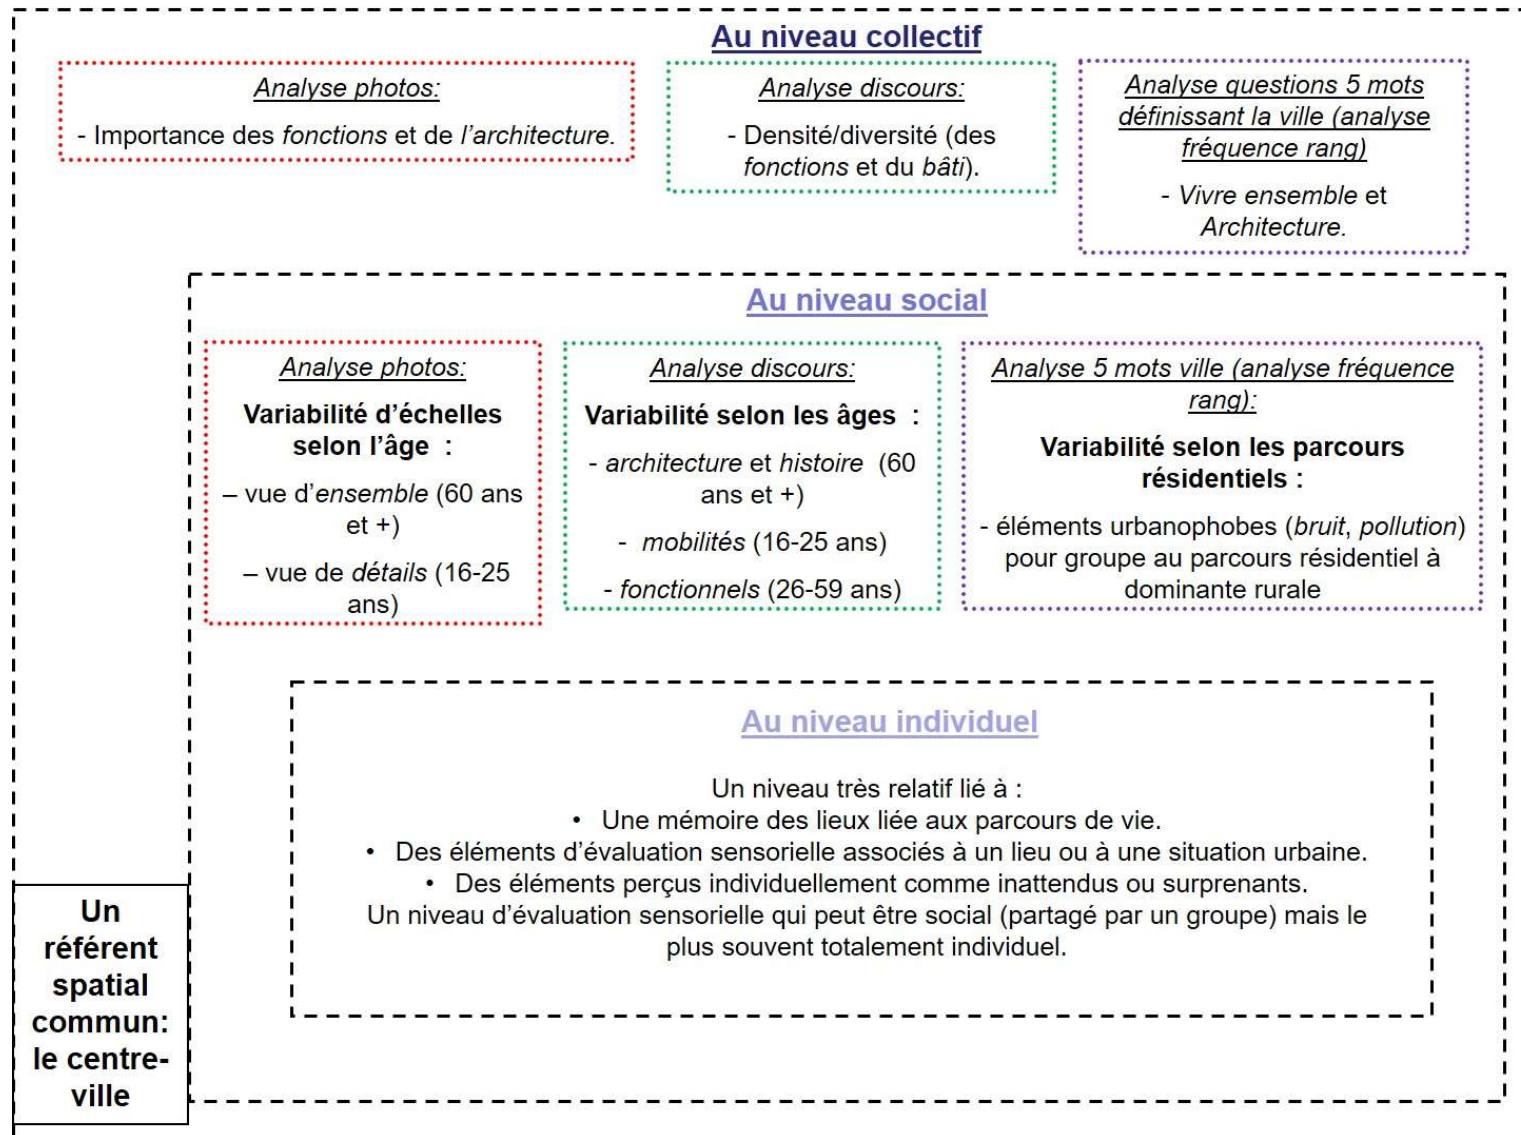 Au niveau collectif
Analyse photos:
- Importance des fonctions et de l'architecture.
Analyse discours:
- Densité/diversité (des
fonctions et du bâti).
Analyse questions 5 mots
définissant la ville (analyse
fréquence rang)
- Vivre ensemble et
Architecture.
Au niveau social
Analyse photos:
Variabilité d'échelles
selon l'âge :
– vue d'ensemble (60 ans
et +)
– vue de détails (16-25
ans)
Analyse discours:
Variabilité selon les âges :
- architecture et histoire (60
ans et +)
- mobilités (16-25 ans)
- fonctionnels (26-59 ans)
Analyse 5 mots ville (analyse fréquence
rang):
Variabilité selon les parcours
résidentiels :
- éléments urbanophobes (bruit, pollution)
pour groupe au parcours résidentiel à
dominante rurale
Au niveau individuel
Un niveau très relatif lié à :
• Une mémoire des lieux liée aux parcours de vie.
• Des éléments d'évaluation sensorielle associés à un lieu ou à une situation urbaine.
• Des éléments perçus individuellement comme inattendus ou surprenants.
Un niveau d'évaluation sensorielle qui peut être social (partagé par un groupe) mais le
plus souvent totalement individuel.
Un
référent
spatial
commun:
le centre-
ville